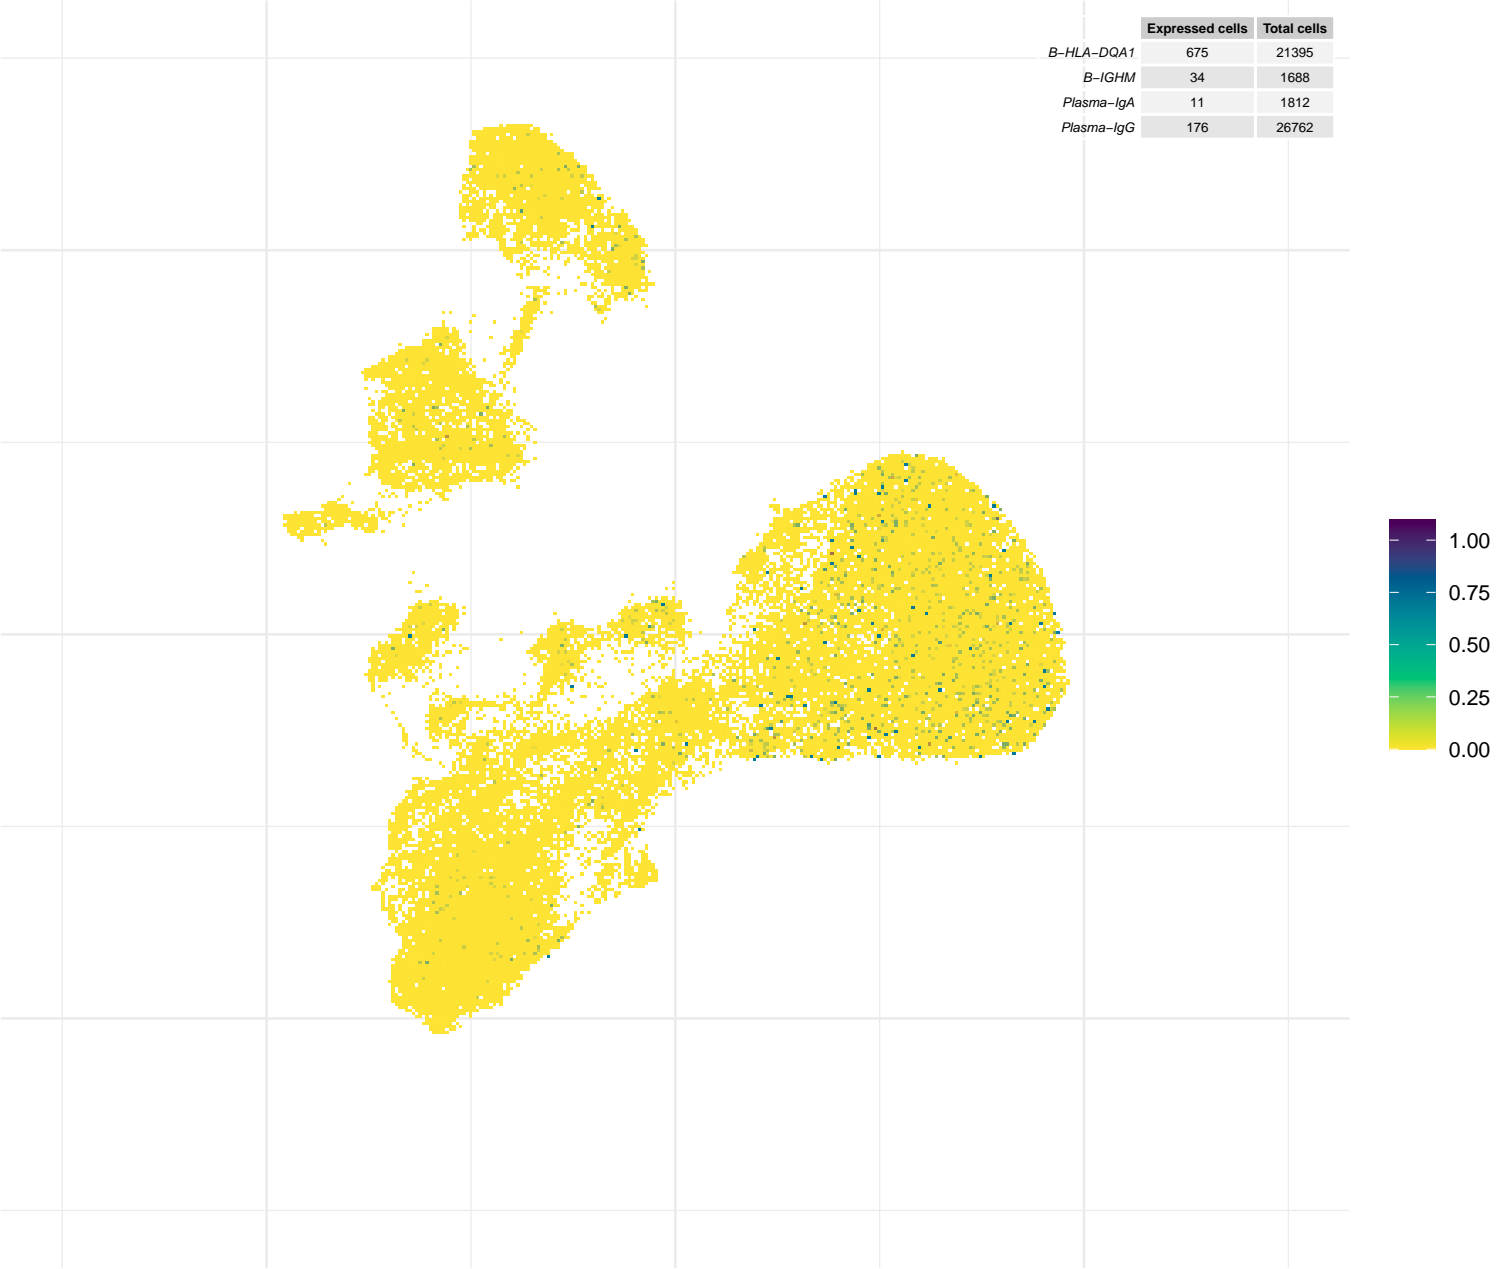 Expressed cells Total cells
B−HLA−DQA1 675 21395
B−IGHM 34 1688
Plasma−IgA 11 1812
Plasma−IgG 176 26762
1.00
0.75
0.50
0.25
0.00